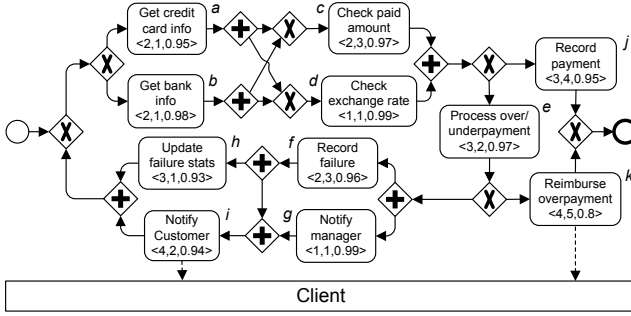 Get credit
card info
<2,1,0.95>
a
c
Check paid
amount
<2,3,0.97>
j
Record
payment
<3,4,0.95>
Get bank
info
<2,1,0.98>
b
d
Check
exchange rate
<1,1,0.99>
e
Process over/
underpayment
<3,2,0.97>
Update
failure stats
<3,1,0.93>
h
f
Record
failure
<2,3,0.96>
k
Reimburse
overpayment
<4,5,0.8>
Notify
Customer
<4,2,0.94>
i
g
Notify
manager
<1,1,0.99>
Client